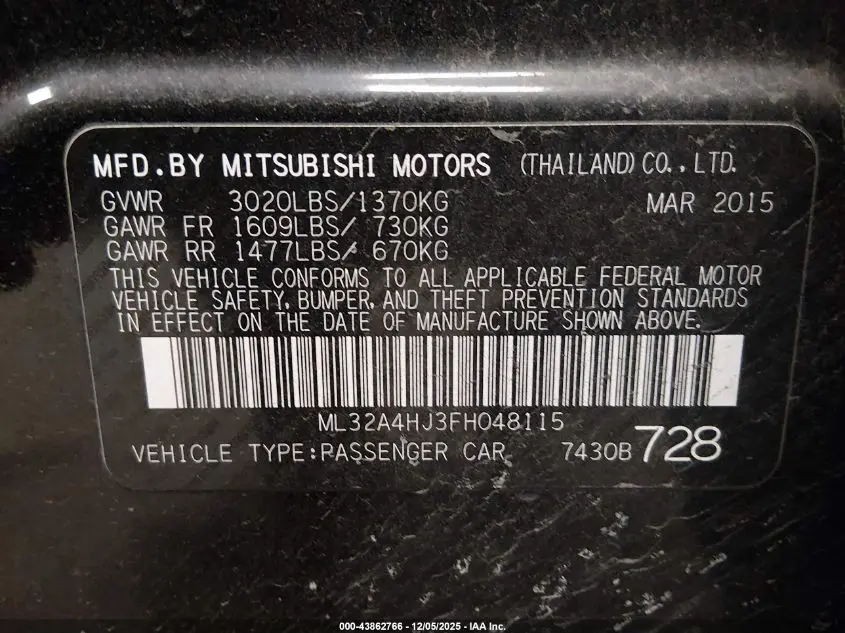 MFD.BY MITSUBISHI MOTORS (THAILAND) CO., LTD.
GVWR 3020LBS/1370KG MAR 2015
GAWR FR 1609LBS/ 730KG
GAWR RR 1477LBS/ 670KG
THIS VEHICLE CONFORMS TO ALL APPLICABLE FEDERAL MOTOR
VEHICLE SAFETY, BUMPER, AND THEFT PREVENTION STANDARDS
IN EFFECT ON THE DATE OF MANUFACTURE SHOWN ABOVE.
ML32A4HJ3FH048115
VEHICLE TYPE:PASSENGER CAR 7430B 728
000-43862766 - 12/05/2025 - IAA Inc.